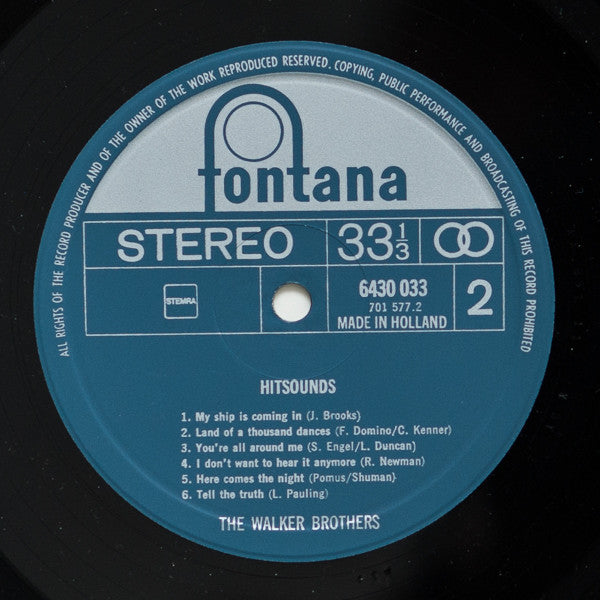 ALL RIGHTS OF THE RECORD PRODUCER AND OF THE OWNER OF THE WORK REPRODUCED RESERVED. COPYING, PUBLIC PERFORMANCE AND BROADCASTING OF THIS RECORD PROHIBITED
fontana
STEREO 33 1/3
STEMRA
6430 033
701 577.2
MADE IN HOLLAND
2
HITSOUNDS
1. My ship is coming in (J. Brooks)
2. Land of a thousand dances (F. Domino/C. Kenner)
3. You're all around me (S. Engel/L. Duncan)
4. I don't want to hear it anymore (R. Newman)
5. Here comes the night (Pomus/Shuman)
6. Tell the truth (L. Pauling)
THE WALKER BROTHERS